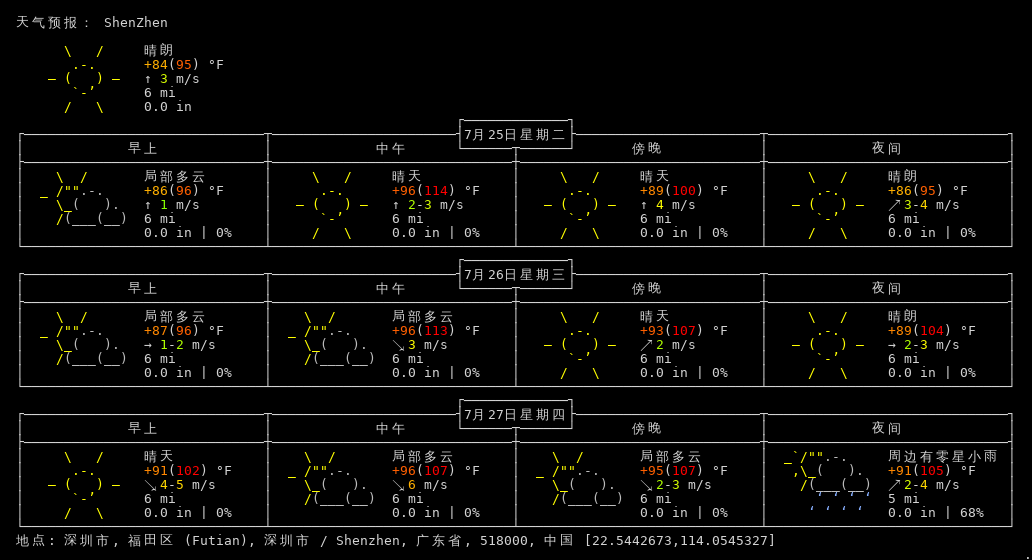 天气预报： ShenZhen
晴朗
+84(95) °F
↑ 3 m/s
6 mi
0.0 in
7月25日星期二
早上 中午 傍晚 夜间
局部多云 晴天 晴天 晴朗
+86(96) °F +96(114) °F +89(100) °F +86(95) °F
↑ 1 m/s ↑ 2-3 m/s ↑ 4 m/s ↗ 3-4 m/s
6 mi 6 mi 6 mi 6 mi
0.0 in | 0% 0.0 in | 0% 0.0 in | 0% 0.0 in | 0%
7月26日星期三
早上 中午 傍晚 夜间
局部多云 局部多云 晴天 晴朗
+87(96) °F +96(113) °F +93(107) °F +89(104) °F
→ 1-2 m/s ↘ 3 m/s ↗ 2 m/s → 2-3 m/s
6 mi 6 mi 6 mi 6 mi
0.0 in | 0% 0.0 in | 0% 0.0 in | 0% 0.0 in | 0%
7月27日星期四
早上 中午 傍晚 夜间
晴天 局部多云 局部多云 周边有零星小雨
+91(102) °F +96(107) °F +95(107) °F +91(105) °F
↘ 4-5 m/s ↘ 6 m/s ↘ 2-3 m/s ↗ 2-4 m/s
6 mi 6 mi 6 mi 5 mi
0.0 in | 0% 0.0 in | 0% 0.0 in | 0% 0.0 in | 68%
地点: 深圳市, 福田区 (Futian), 深圳市 / Shenzhen, 广东省, 518000, 中国 [22.5442673,114.0545327]